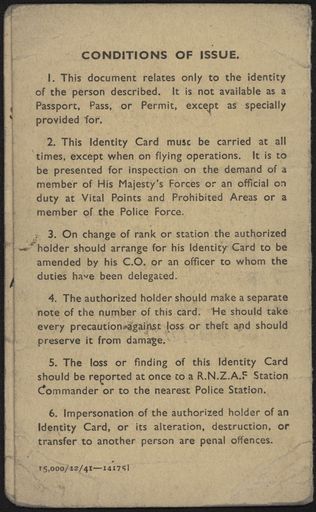 CONDITIONS OF ISSUE.
1. This document relates only to the identity
of the person described. It is not available as a
Passport, Pass, or Permit, except as specially
provided for.
2. This Identity Card must be carried at all
times, except when on flying operations. It is to
be presented for inspection on the demand of a
member of His Majesty's Forces or an official on
duty at Vital Points and Prohibited Areas or a
member of the Police Force.
3. On change of rank or station the authorized
holder should arrange for his Identity Card to be
amended by his C.O. or an officer to whom the
duties have been delegated.
4. The authorized holder should make a separate
note of the number of this card. He should take
every precaution against loss or theft and should
preserve it from damage.
5. The loss or finding of this Identity Card
should be reported at once to a R.N.Z.A.F Station
Commander or to the nearest Police Station.
6. Impersonation of the authorized holder of an
Identity Card, or its alteration, destruction, or
transfer to another person are penal offences.
15,000/12/41—14175]